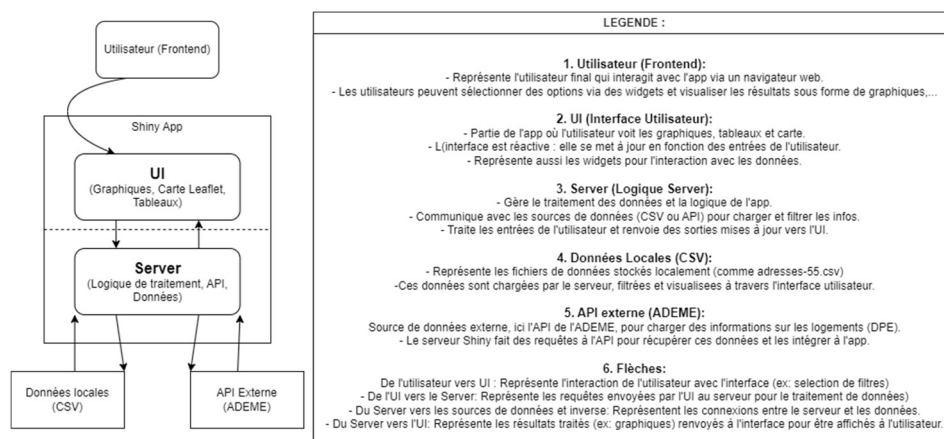 Utilisateur (Frontend)
Shiny App
UI
(Graphiques, Carte Leaflet,
Tableaux)
Server
(Logique de traitement, API,
Données)
Données locales
(CSV)
API Externe
(ADEME)
LEGENDE :
1. Utilisateur (Frontend):
- Représente l'utilisateur final qui interagit avec l'app via un navigateur web.
- Les utilisateurs peuvent sélectionner des options via des widgets et visualiser les résultats sous forme de graphiques,...
2. UI (Interface Utilisateur):
- Partie de l'app où l'utilisateur voit les graphiques, tableaux et carte.
- L(interface est réactive : elle se met à jour en fonction des entrées de l'utilisateur.
- Représente aussi les widgets pour l'interaction avec les données.
3. Server (Logique Server):
- Gère le traitement des données et la logique de l'app.
- Communique avec les sources de données (CSV ou API) pour charger et filtrer les infos.
- Traite les entrées de l'utilisateur et renvoie des sorties mises à jour vers l'UI.
4. Données Locales (CSV):
- Représente les fichiers de données stockés localement (comme adresses-55.csv)
-Ces données sont chargées par le serveur, filtrées et visualisees à travers l'interface utilisateur.
5. API externe (ADEME):
Source de données externe, ici l'API de l'ADEME, pour charger des informations sur les logements (DPE).
- Le serveur Shiny fait des requêtes à l'API pour récupérer ces données et les intégrer à l'app.
6. Flèches:
De l'utilisateur vers UI : Représente l'interaction de l'utilisateur avec l'interface (ex: selection de filtres)
- De l'UI vers le Server: Représente les requêtes envoyées par l'UI au serveur pour le traitement de données)
- Du Server vers les sources de données et inverse: Représentent les connexions entre le serveur et les données.
- Du Server vers l'UI: Représente les résultats traités (ex: graphiques) renvoyés à l'interface pour être affichés à l'utilisateur.